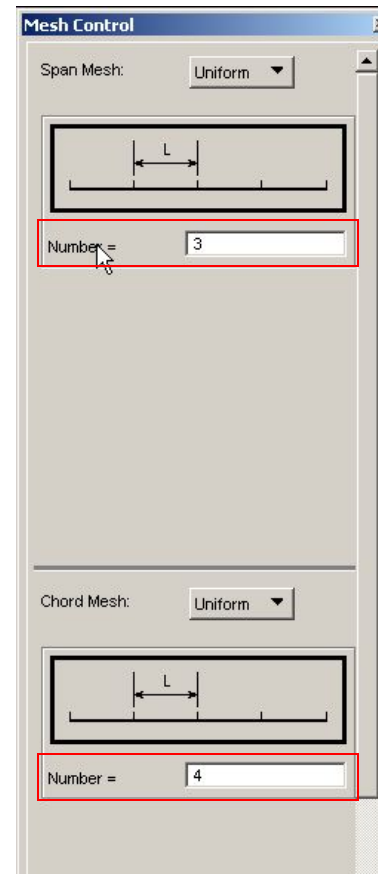 Mesh Control
Span Mesh: Uniform
L
Number = 3
Chord Mesh: Uniform
L
Number = 4